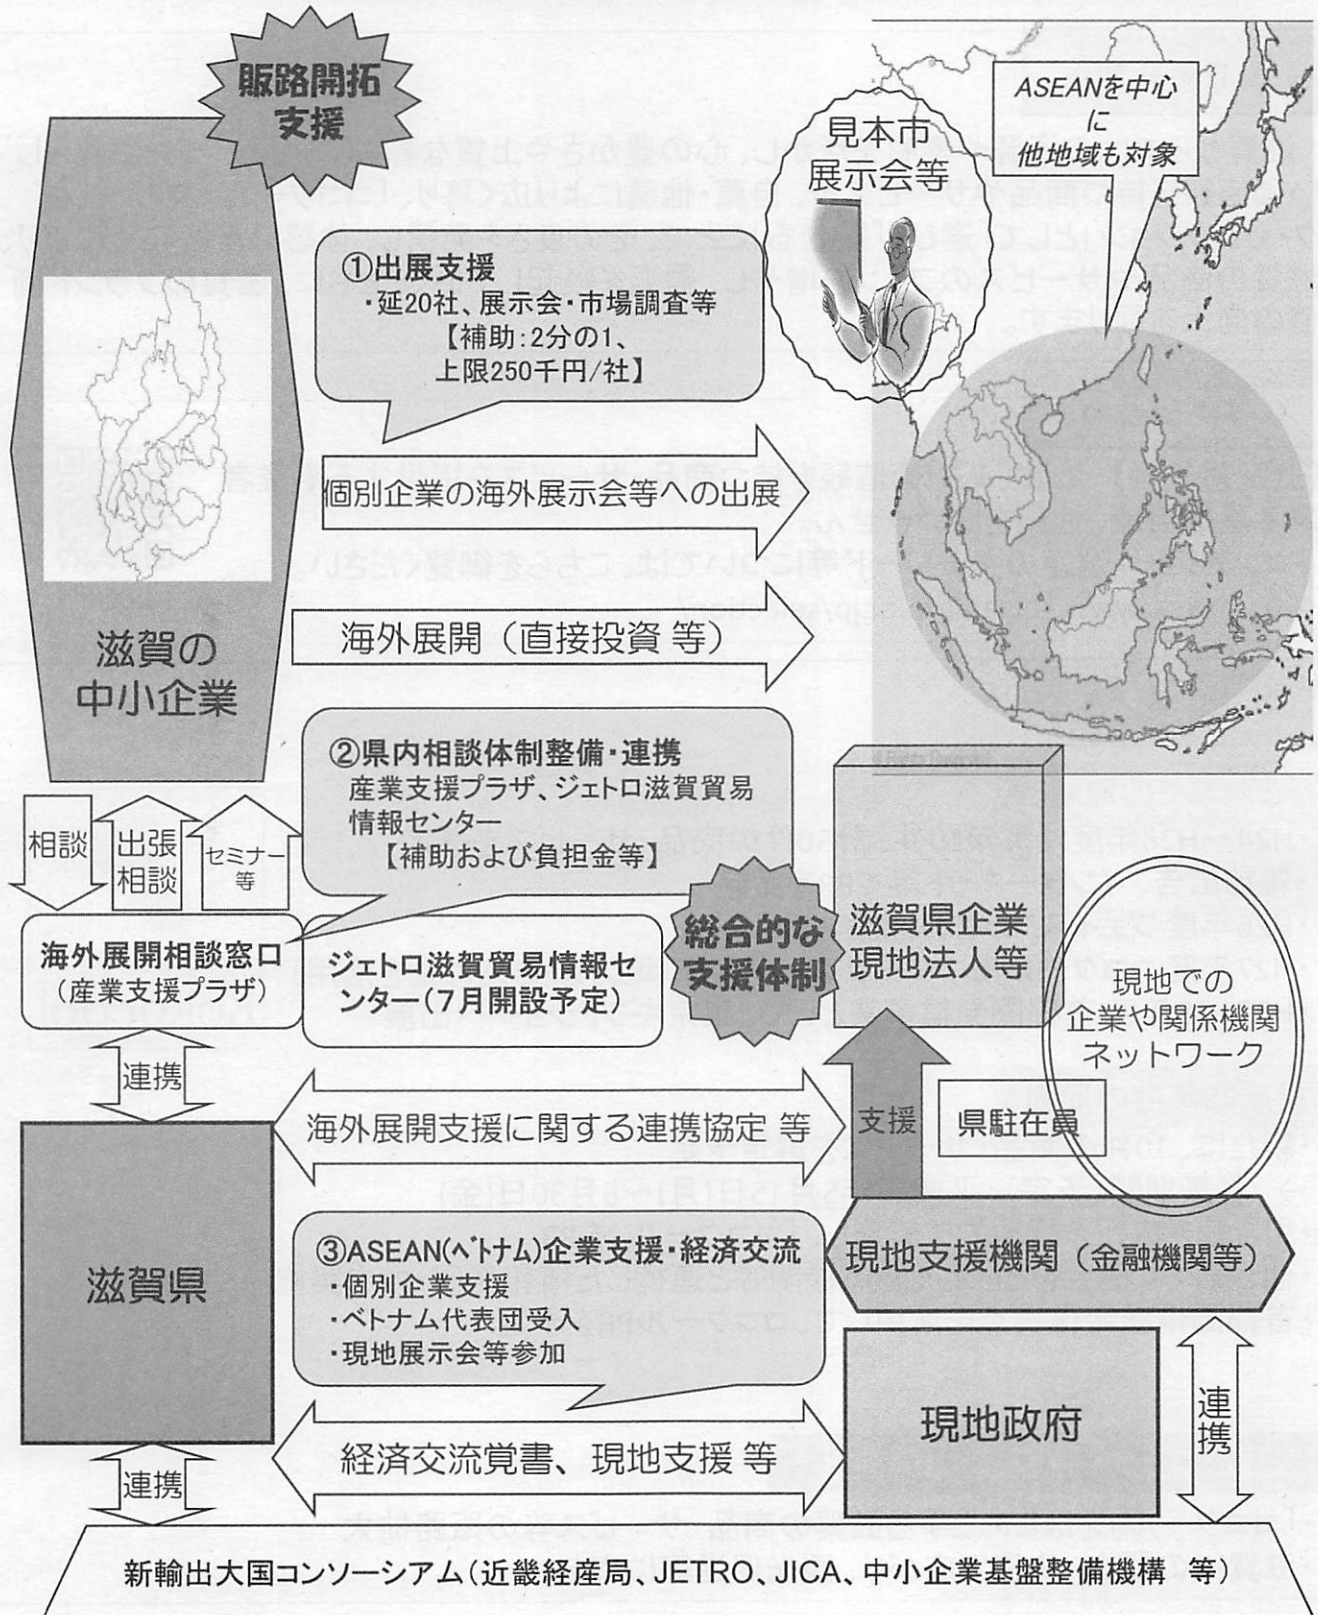 販路開拓
支援
ASEANを中心
に
他地域も対象
見本市
展示会等
①出展支援
・延20社、展示会・市場調査等
【補助:2分の1、
上限250千円/社】
個別企業の海外展示会等への出展
滋賀の
中小企業
海外展開(直接投資 等)
②県内相談体制整備・連携
産業支援プラザ、ジェトロ滋賀貿易
情報センター
【補助および負担金等】
相談
出張
相談
セミナー
等
総合的な
支援体制
滋賀県企業
現地法人等
海外展開相談窓口
(産業支援プラザ)
ジェトロ滋賀貿易情報セ
ンター(7月開設予定)
現地での
企業や関係機関
ネットワーク
連携
海外展開支援に関する連携協定 等
支援
県駐在員
滋賀県
③ASEAN(ベトナム)企業支援・経済交流
・個別企業支援
・ベトナム代表団受入
・現地展示会等参加
現地支援機関(金融機関等)
現地政府
連携
経済交流覚書、現地支援 等
連携
新輸出大国コンソーシアム(近畿経産局、JETRO、JICA、中小企業基盤整備機構 等)